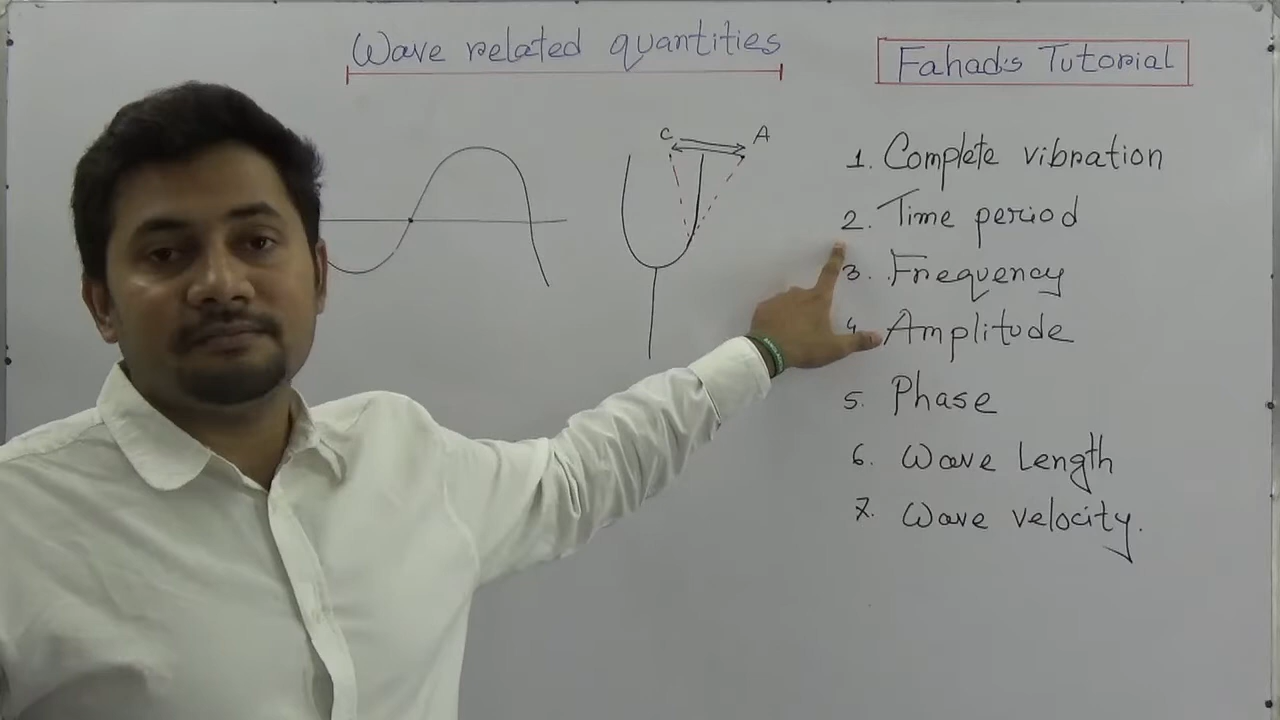 Wave related quantities
Fahad's Tutorial
C A
1. Complete vibration
2. Time period
3. Frequency
4. Amplitude
5. Phase
6. Wave Length
7. Wave velocity.